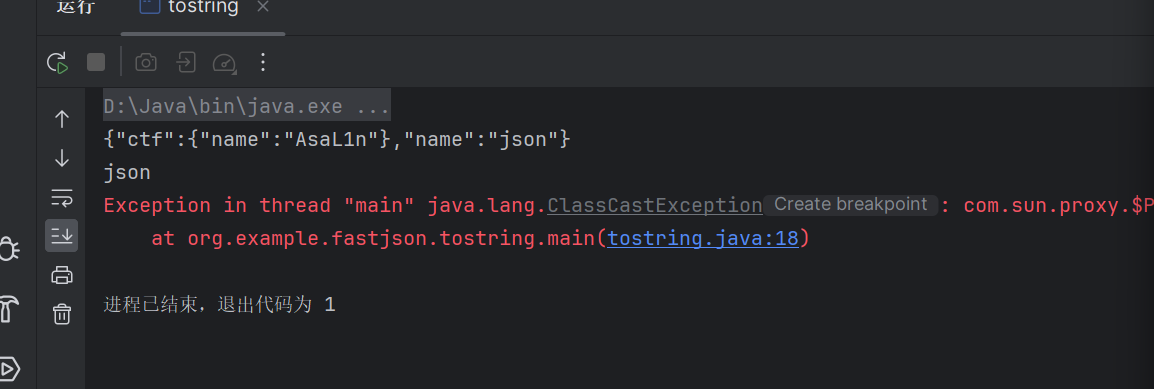 运行 tostring
D:\Java\bin\java.exe ...
{"ctf":{"name":"AsaL1n"},"name":"json"}
json
Exception in thread "main" java.lang.ClassCastException Create breakpoint : com.sun.proxy.$P
at org.example.fastjson.tostring.main(tostring.java:18)
进程已结束，退出代码为 1